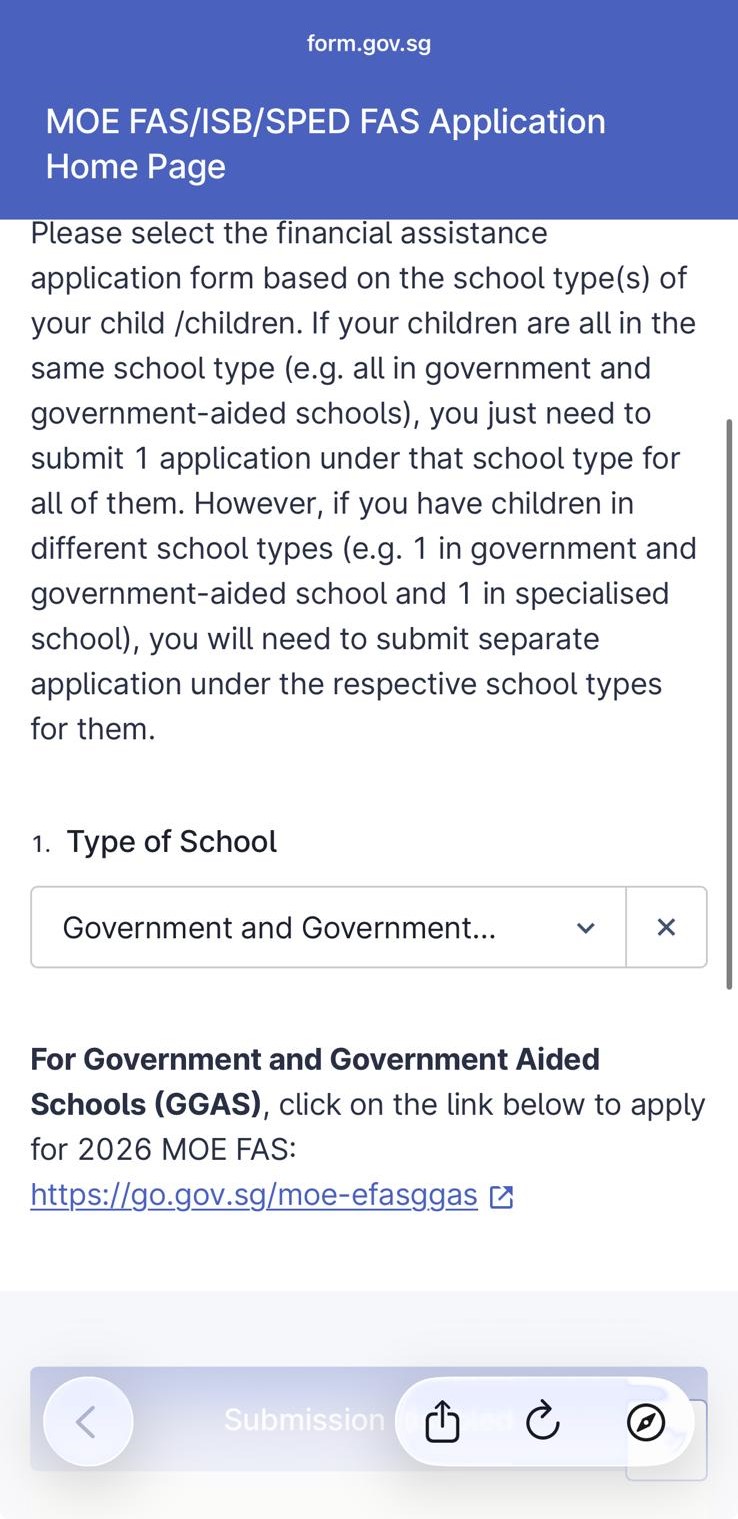 form.gov.sg
MOE FAS/ISB/SPED FAS Application
Home Page
Please select the financial assistance
application form based on the school type(s) of
your child /children. If your children are all in the
same school type (e.g. all in government and
government-aided schools), you just need to
submit 1 application under that school type for
all of them. However, if you have children in
different school types (e.g. 1 in government and
government-aided school and 1 in specialised
school), you will need to submit separate
application under the respective school types
for them.
1. Type of School
Government and Government...
For Government and Government Aided
Schools (GGAS), click on the link below to apply
for 2026 MOE FAS:
https://go.gov.sg/moe-efasggas
Submission